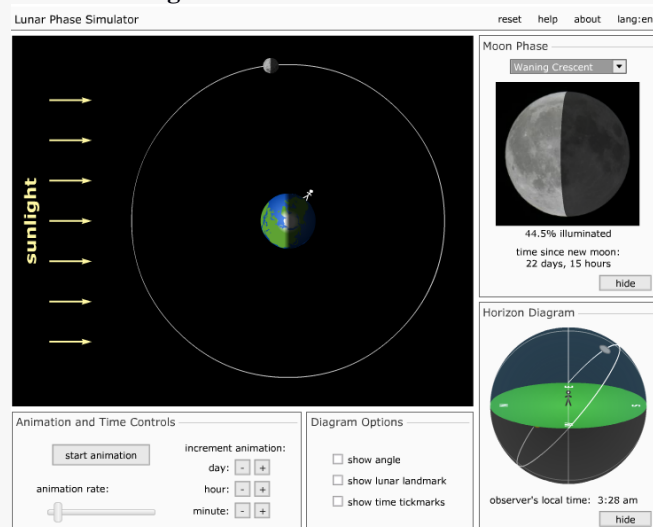 Lunar Phase Simulator
reset help about lang:en
sunlight
Moon Phase
Waning Crescent
44.5% illuminated
time since new moon:
22 days, 15 hours
hide
Horizon Diagram
observer's local time: 3:28 am
hide
Animation and Time Controls
start animation
animation rate:
increment animation:
day: - +
hour: - +
minute: - +
Diagram Options
show angle
show lunar landmark
show time tickmarks